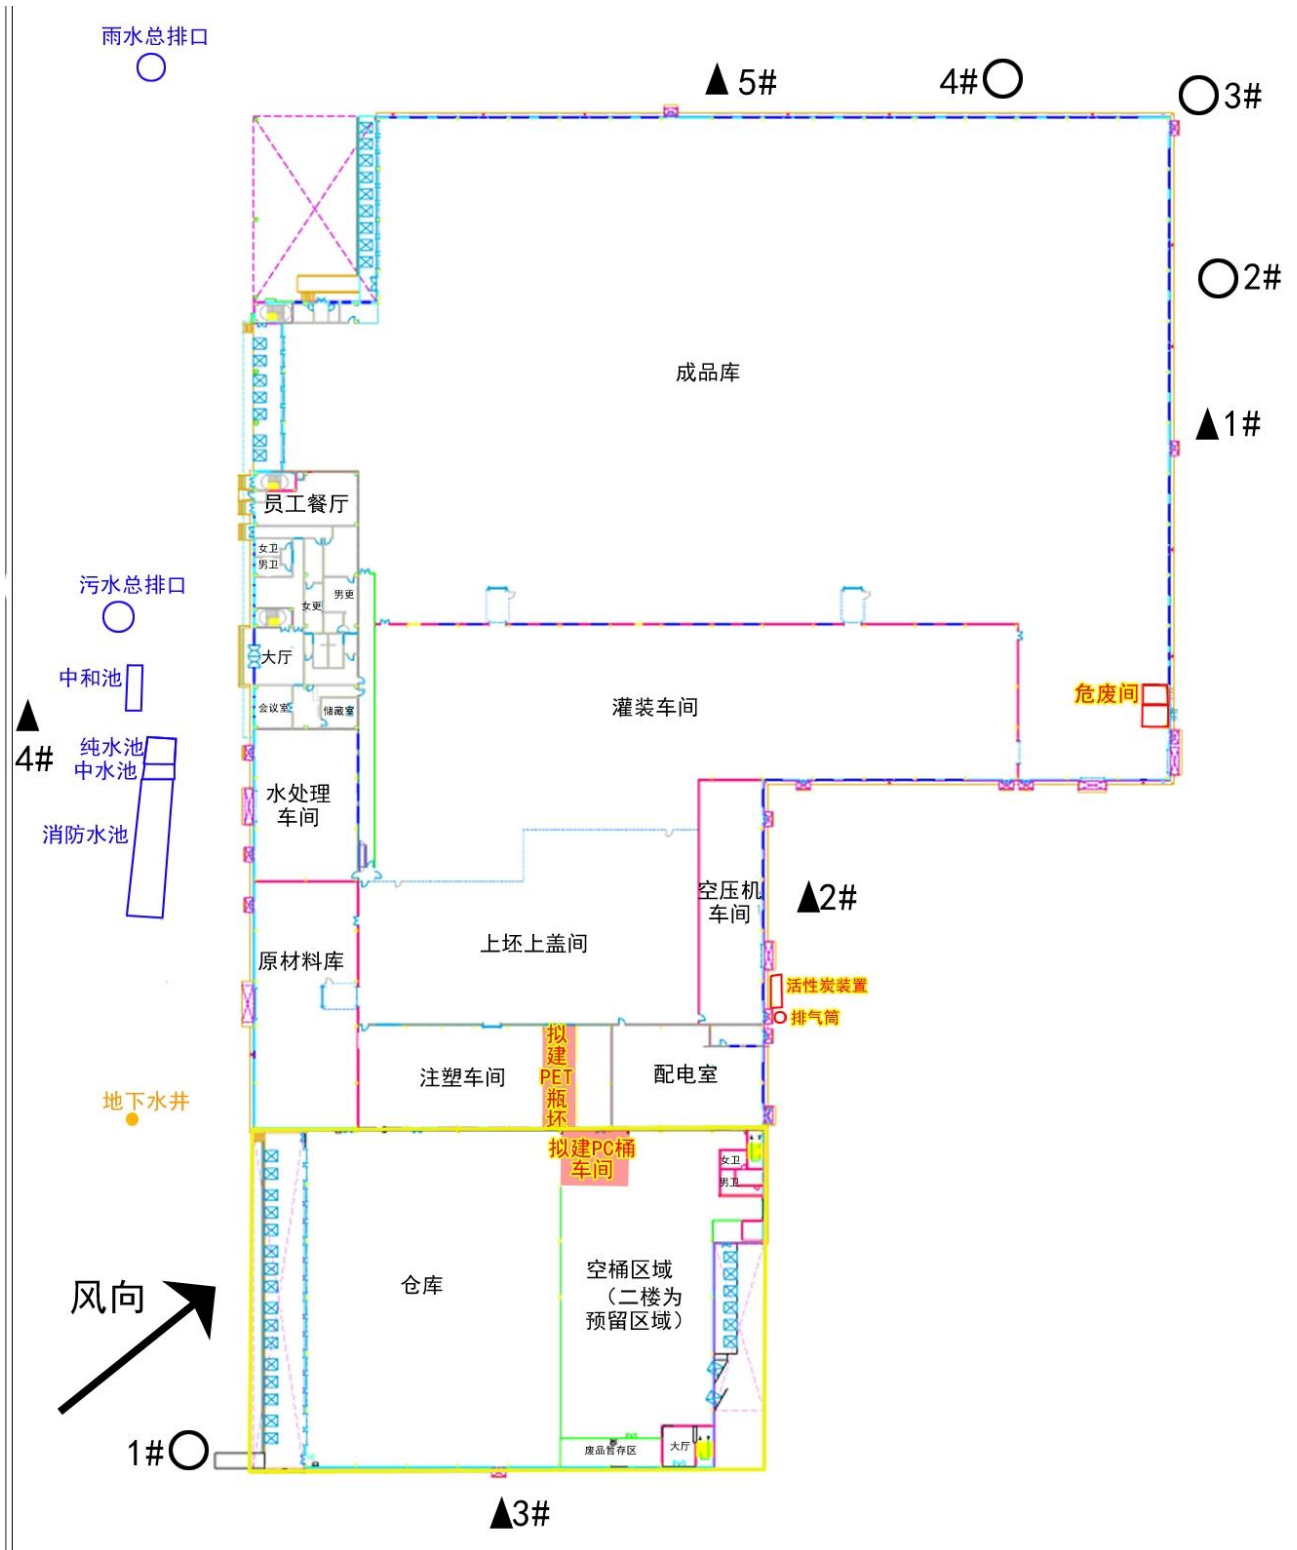 雨水总排口
▲ 5#
4#
3#
2#
成品库
▲1#
员工餐厅
女卫
男卫
污水总排口
男更
女更
大厅
中和池
危废间
会议室
储藏室
灌装车间
▲
4#
纯水池
中水池
水处理
车间
消防水池
空压机
车间
▲2#
上坯上盖间
原材料库
活性炭装置
排气筒
拟
建
PET
瓶
坯
注塑车间
配电室
地下水井
拟建PC桶
车间
女卫
男卫
仓库
空桶区域
（二楼为
预留区域）
风向
1#
废品暂存区
大厅
▲3#